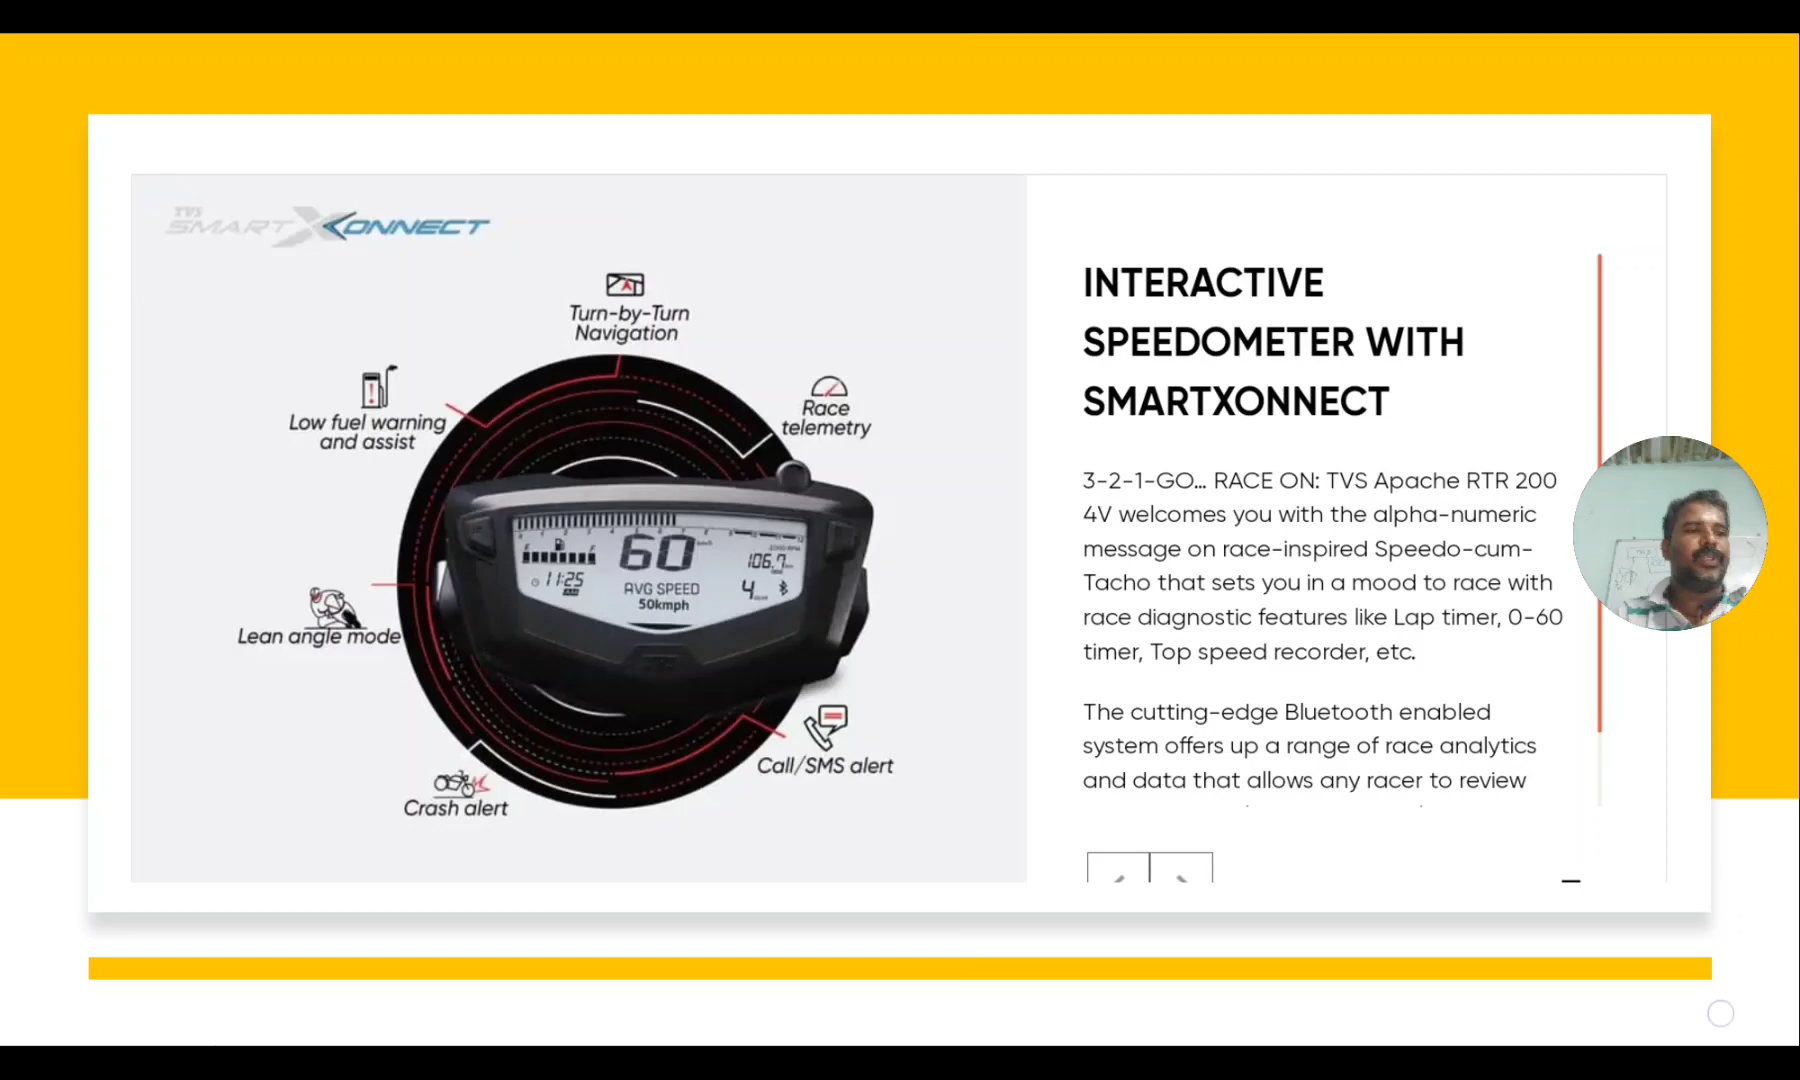 TVS
SMARTXONNECT
Turn-by-Turn
Navigation
Low fuel warning
and assist
Race
telemetry
60
km/h
106.7
11:25
AVG SPEED
50kmph
4
Lean angle mode
Call/SMS alert
Crash alert
INTERACTIVE
SPEEDOMETER WITH
SMARTXONNECT
3-2-1-GO... RACE ON: TVS Apache RTR 200
4V welcomes you with the alpha-numeric
message on race-inspired Speedo-cum-
Tacho that sets you in a mood to race with
race diagnostic features like Lap timer, 0-60
timer, Top speed recorder, etc.
The cutting-edge Bluetooth enabled
system offers up a range of race analytics
and data that allows any racer to review